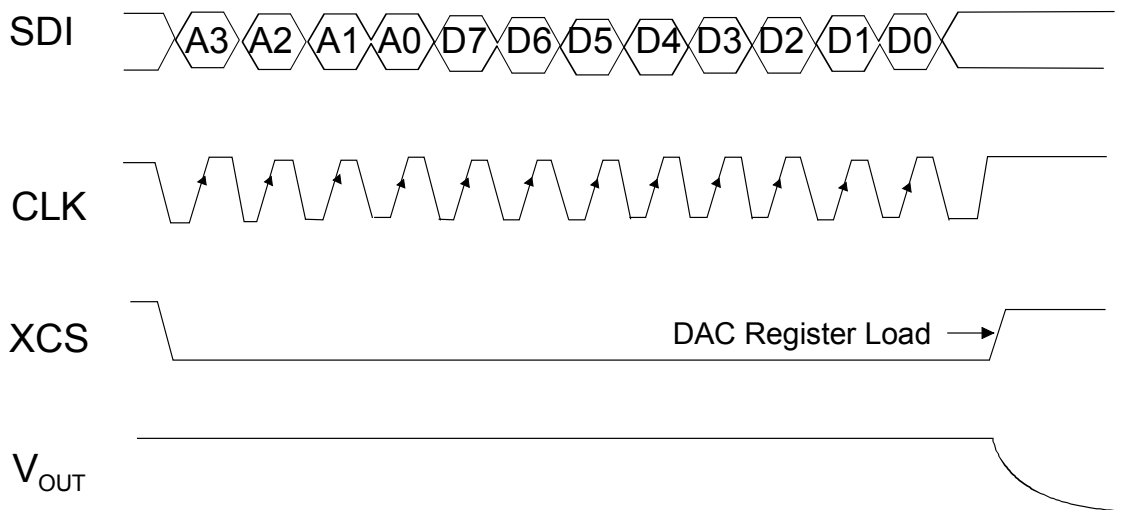 SDI A3 A2 A1 A0 D7 D6 D5 D4 D3 D2 D1 D0
CLK
XCS DAC Register Load
VOUT